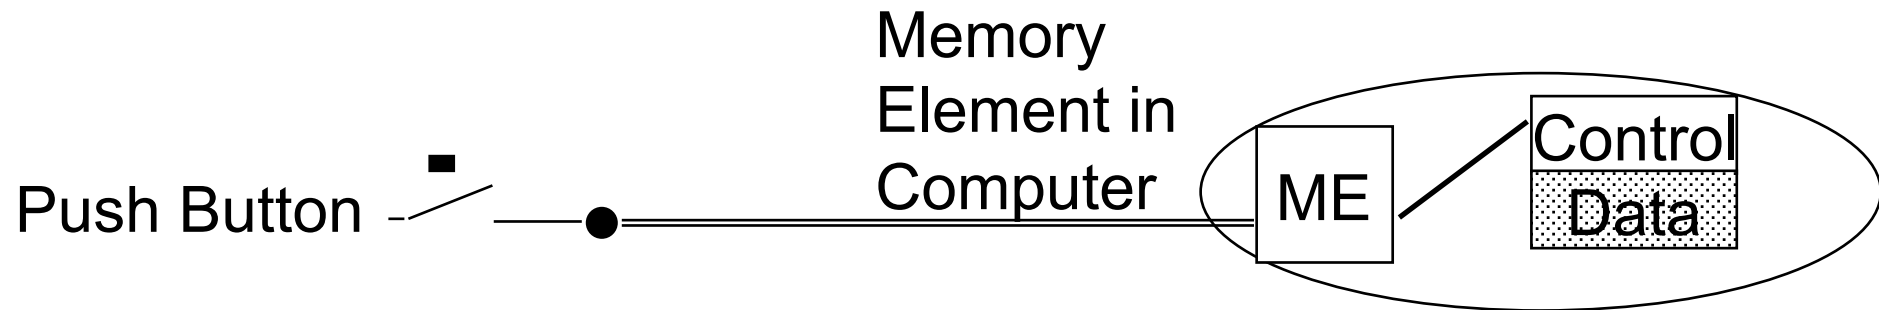 Memory
Element in
Computer
Push Button
ME
Control
Data